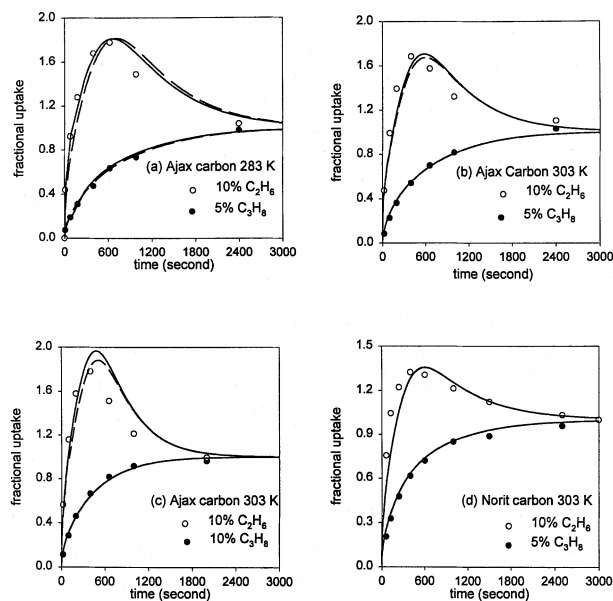 fractional uptake
2.0
1.6
1.2
0.8
0.4
0.0
0 600 1200 1800 2400 3000
time (second)
(a) Ajax carbon 283 K
10% C₂H₆
5% C₃H₈
fractional uptake
2.0
1.6
1.2
0.8
0.4
0.0
0 600 1200 1800 2400 3000
time (second)
(b) Ajax Carbon 303 K
10% C₂H₆
5% C₃H₈
fractional uptake
2.0
1.6
1.2
0.8
0.4
0.0
0 600 1200 1800 2400 3000
time (second)
(c) Ajax carbon 303 K
10% C₂H₆
10% C₃H₈
fractional uptake
1.5
1.2
0.9
0.6
0.3
0.0
0 600 1200 1800 2400 3000
time (second)
(d) Norit carbon 303 K
10% C₂H₆
5% C₃H₈